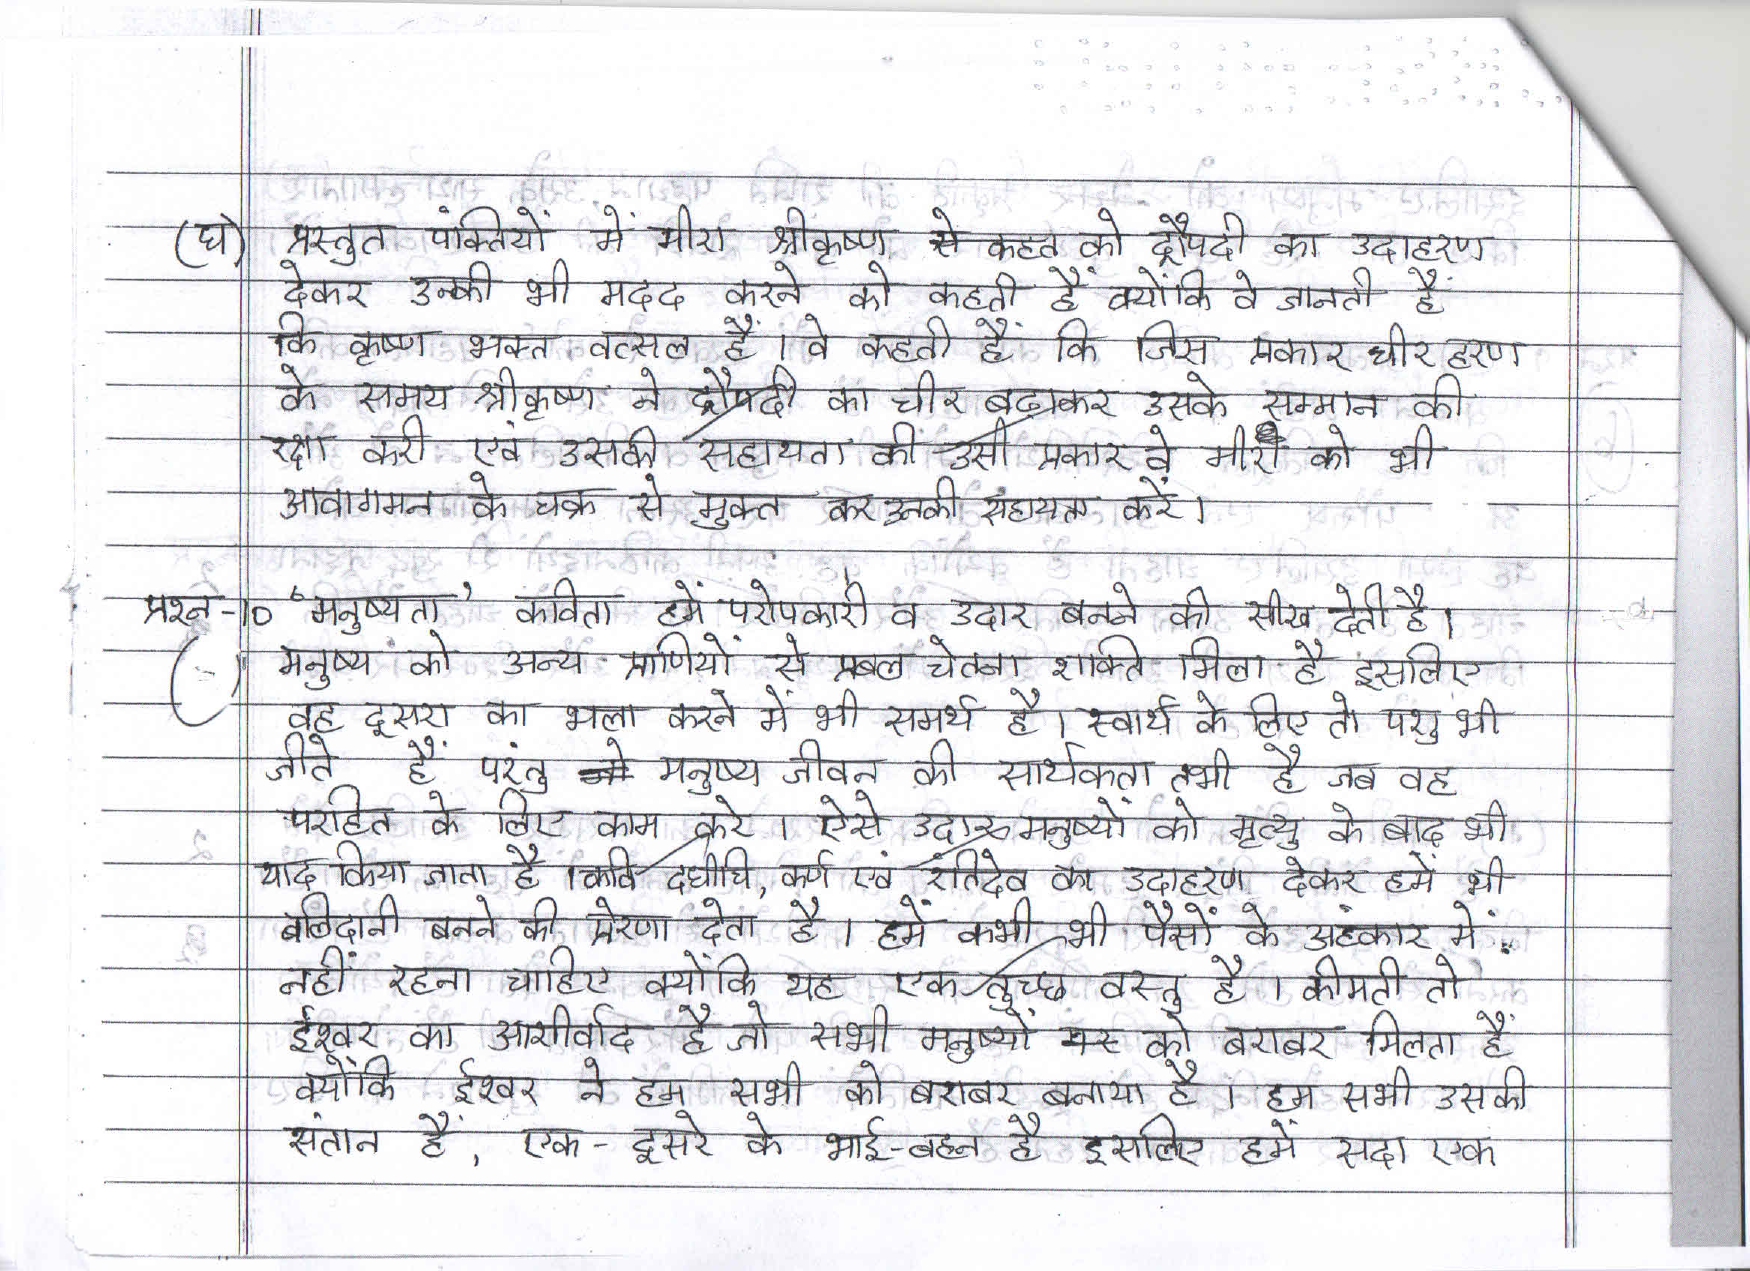 (घ) प्रस्तुत पंक्तियों में मीरा श्रीकृष्ण से कहत को द्रौपदी का उदाहरण
देकर उनकी भी मदद करने को कहती हैं क्योंकि वे जानती हैं
कि कृष्ण भक्त वत्सल हैं । वे कहती हैं कि जिस प्रकार चीर हरण
के समय श्रीकृष्ण ने द्रौपदी का चीर बढ़ाकर उसके सम्मान की
रक्षा करी एवं उसकी सहायता की उसी प्रकार वे मीरा को भी
आवागमन के चक्र से मुक्त कर उनकी सहायता करें ।
प्रश्न -10 'मनुष्यता' कविता हमें परोपकारी व उदार बनने की सीख देती है ।
मनुष्य को अन्य प्राणियों से प्रबल चेतना शक्ति मिला है इसलिए
वह दूसरा का भला करने में भी समर्थ है । स्वार्थ के लिए तो पशु भी
जीते हैं परंतु मनुष्य जीवन की सार्थकता तभी है जब वह
परहित के लिए काम करे । ऐसे उदार मनुष्यों को मृत्यु के बाद भी
याद किया जाता है । कवि दधीचि, कर्ण एवं रंतिदेव का उदाहरण देकर हमें भी
बलिदानी बनने की प्रेरणा देता है । हमें कभी भी पैसों के अहंकार में
नहीं रहना चाहिए क्योंकि यह एक तुच्छ वस्तु है । कीमती तो
ईश्वर का आशीर्वाद है जो सभी मनुष्यों को बराबर मिलता है
क्योंकि ईश्वर ने हम सभी को बराबर बनाया है । हम सभी उसकी
संतान हैं, एक - दूसरे के भाई-बहन हैं इसलिए हमें सदा एक